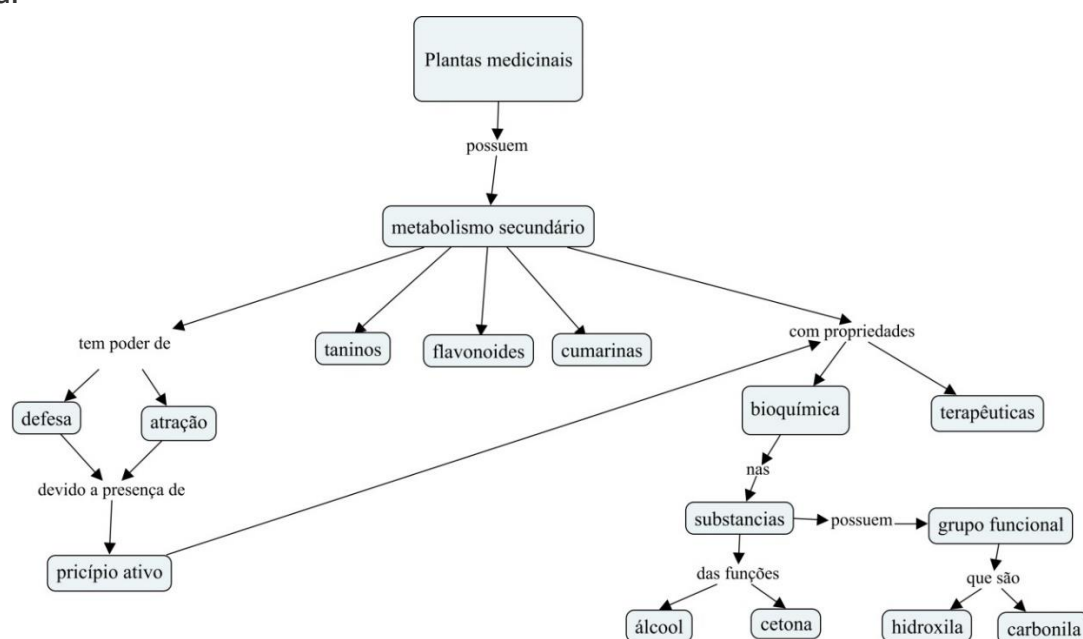 a.
Plantas medicinais
possuem
metabolismo secundário
tem poder de
taninos
flavonoides
cumarinas
com propriedades
defesa
atração
bioquímica
terapêuticas
devido a presença de
nas
pricípio ativo
substancias
possuem
grupo funcional
das funções
que são
álcool
cetona
hidroxila
carbonila